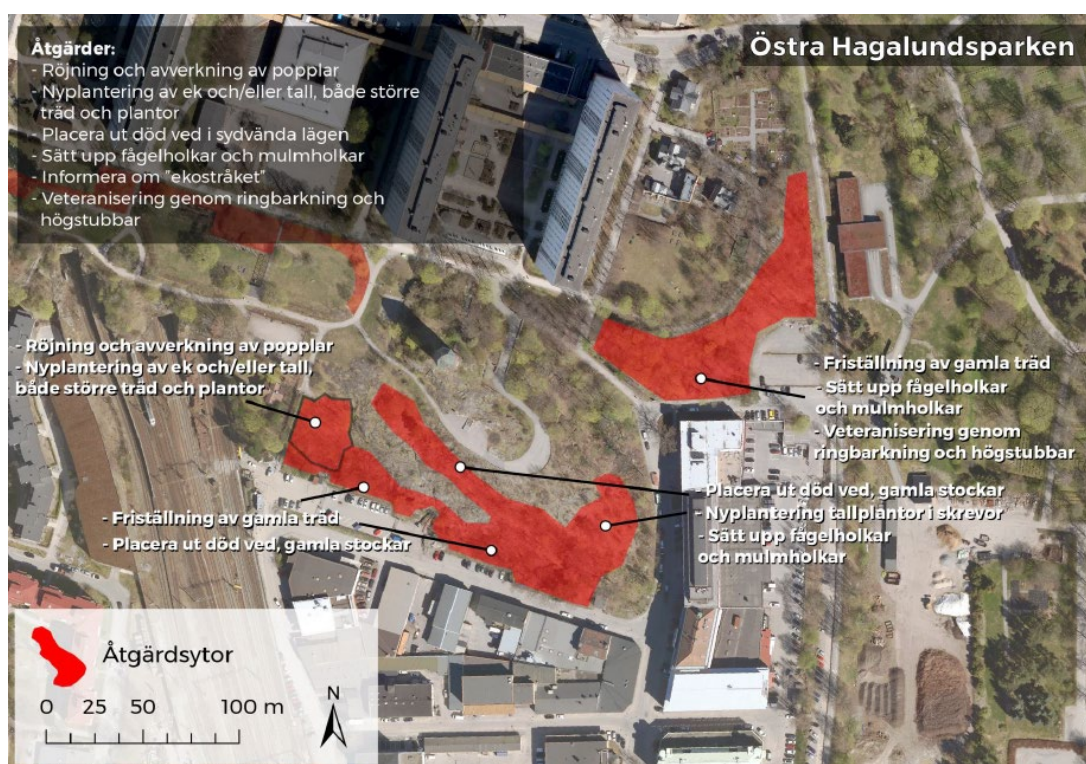 Östra Hagalundsparken
Åtgärder:
- Röjning och avverkning av popplar
- Nyplantering av ek och/eller tall, både större
träd och plantor
- Placera ut död ved i sydvända lägen
- Sätt upp fågelholkar och mulmholkar
- Informera om "ekostråket"
- Veteranisering genom ringbarkning och
högstubbar
- Röjning och avverkning av popplar
- Nyplantering av ek och/eller tall,
både större träd och plantor
- Friställning av gamla träd
- Sätt upp fågelholkar
och mulmholkar
- Veteranisering genom
ringbarkning och högstubbar
- Placera ut död ved, gamla stockar
- Nyplantering tallplantor i skrevor
- Sätt upp fågelholkar
och mulmholkar
- Friställning av gamla träd
- Placera ut död ved, gamla stockar
Åtgärdsytor
0 25 50 100 m
N